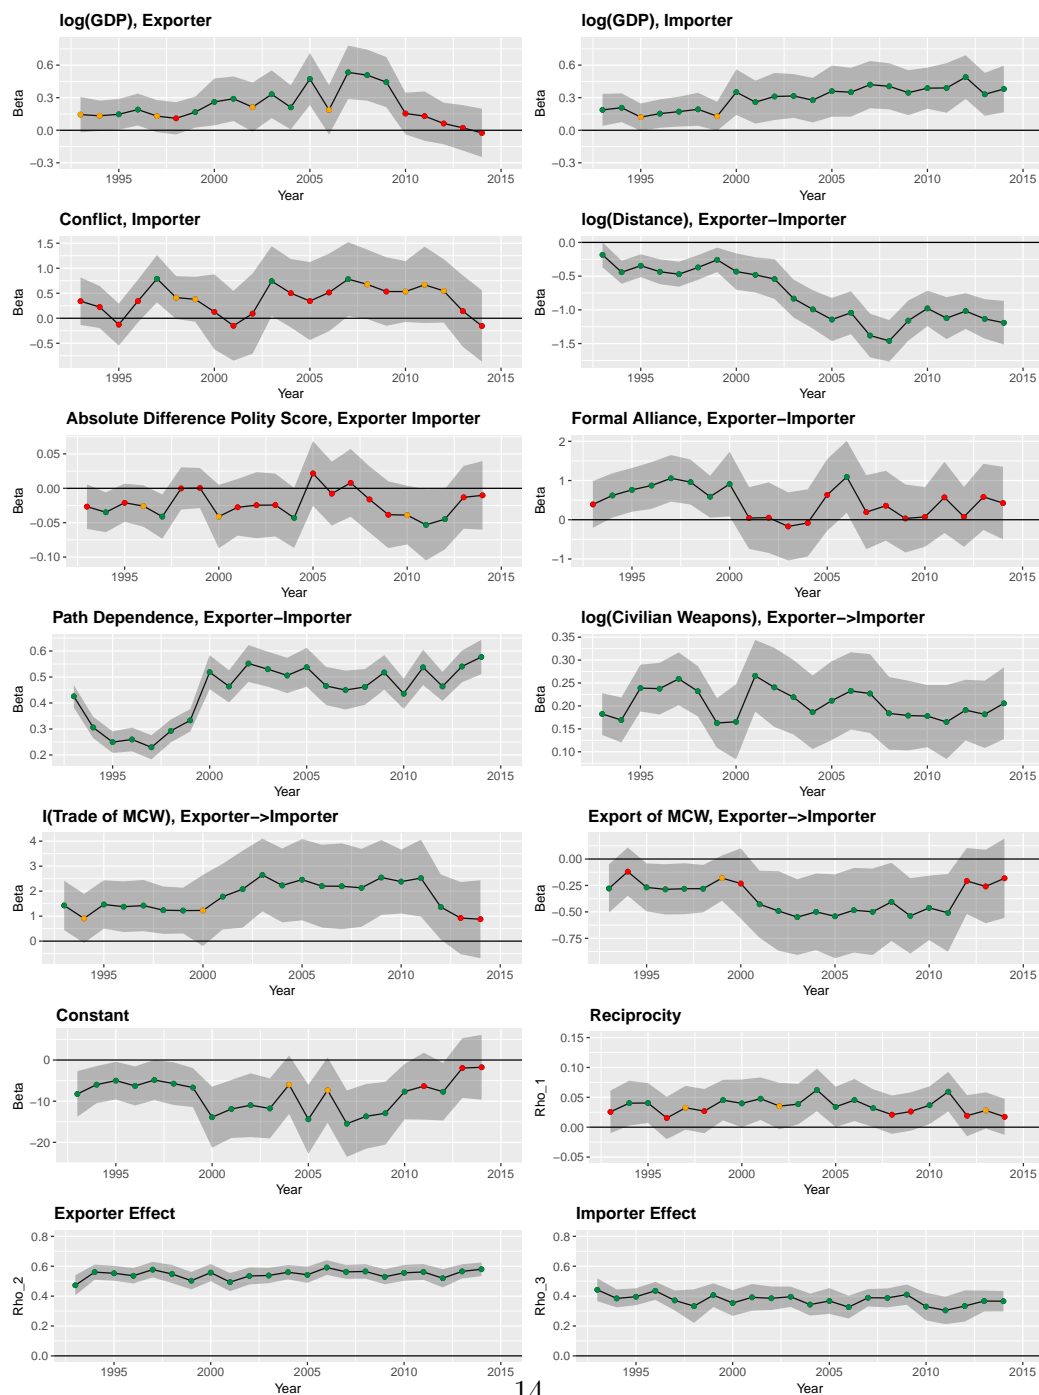 log(GDP), Exporter
0.6
0.3
0.0
−0.3
Beta
1995 2000 2005 2010 2015
Year
log(GDP), Importer
0.6
0.3
0.0
−0.3
Beta
1995 2000 2005 2010 2015
Year
Conflict, Importer
1.5
1.0
0.5
0.0
−0.5
Beta
1995 2000 2005 2010 2015
Year
log(Distance), Exporter−Importer
0.0
−0.5
−1.0
−1.5
Beta
1995 2000 2005 2010 2015
Year
Absolute Difference Polity Score, Exporter Importer
0.05
0.00
−0.05
−0.10
Beta
1995 2000 2005 2010 2015
Year
Formal Alliance, Exporter−Importer
2
1
0
−1
Beta
1995 2000 2005 2010 2015
Year
Path Dependence, Exporter−Importer
0.6
0.5
0.4
0.3
0.2
Beta
1995 2000 2005 2010 2015
Year
log(Civilian Weapons), Exporter−>Importer
0.35
0.30
0.25
0.20
0.15
0.10
Beta
1995 2000 2005 2010 2015
Year
I(Trade of MCW), Exporter−>Importer
4
3
2
1
0
Beta
1995 2000 2005 2010 2015
Year
Export of MCW, Exporter−>Importer
0.00
−0.25
−0.50
−0.75
Beta
1995 2000 2005 2010 2015
Year
Constant
0
−10
−20
Beta
1995 2000 2005 2010 2015
Year
Reciprocity
0.15
0.10
0.05
0.00
−0.05
Rho_1
1995 2000 2005 2010 2015
Year
Exporter Effect
0.8
0.6
0.4
0.2
0.0
Rho_2
1995 2000 2005 2010 2015
Year
Importer Effect
0.8
0.6
0.4
0.2
0.0
Rho_3
1995 2000 2005 2010 2015
Year
14